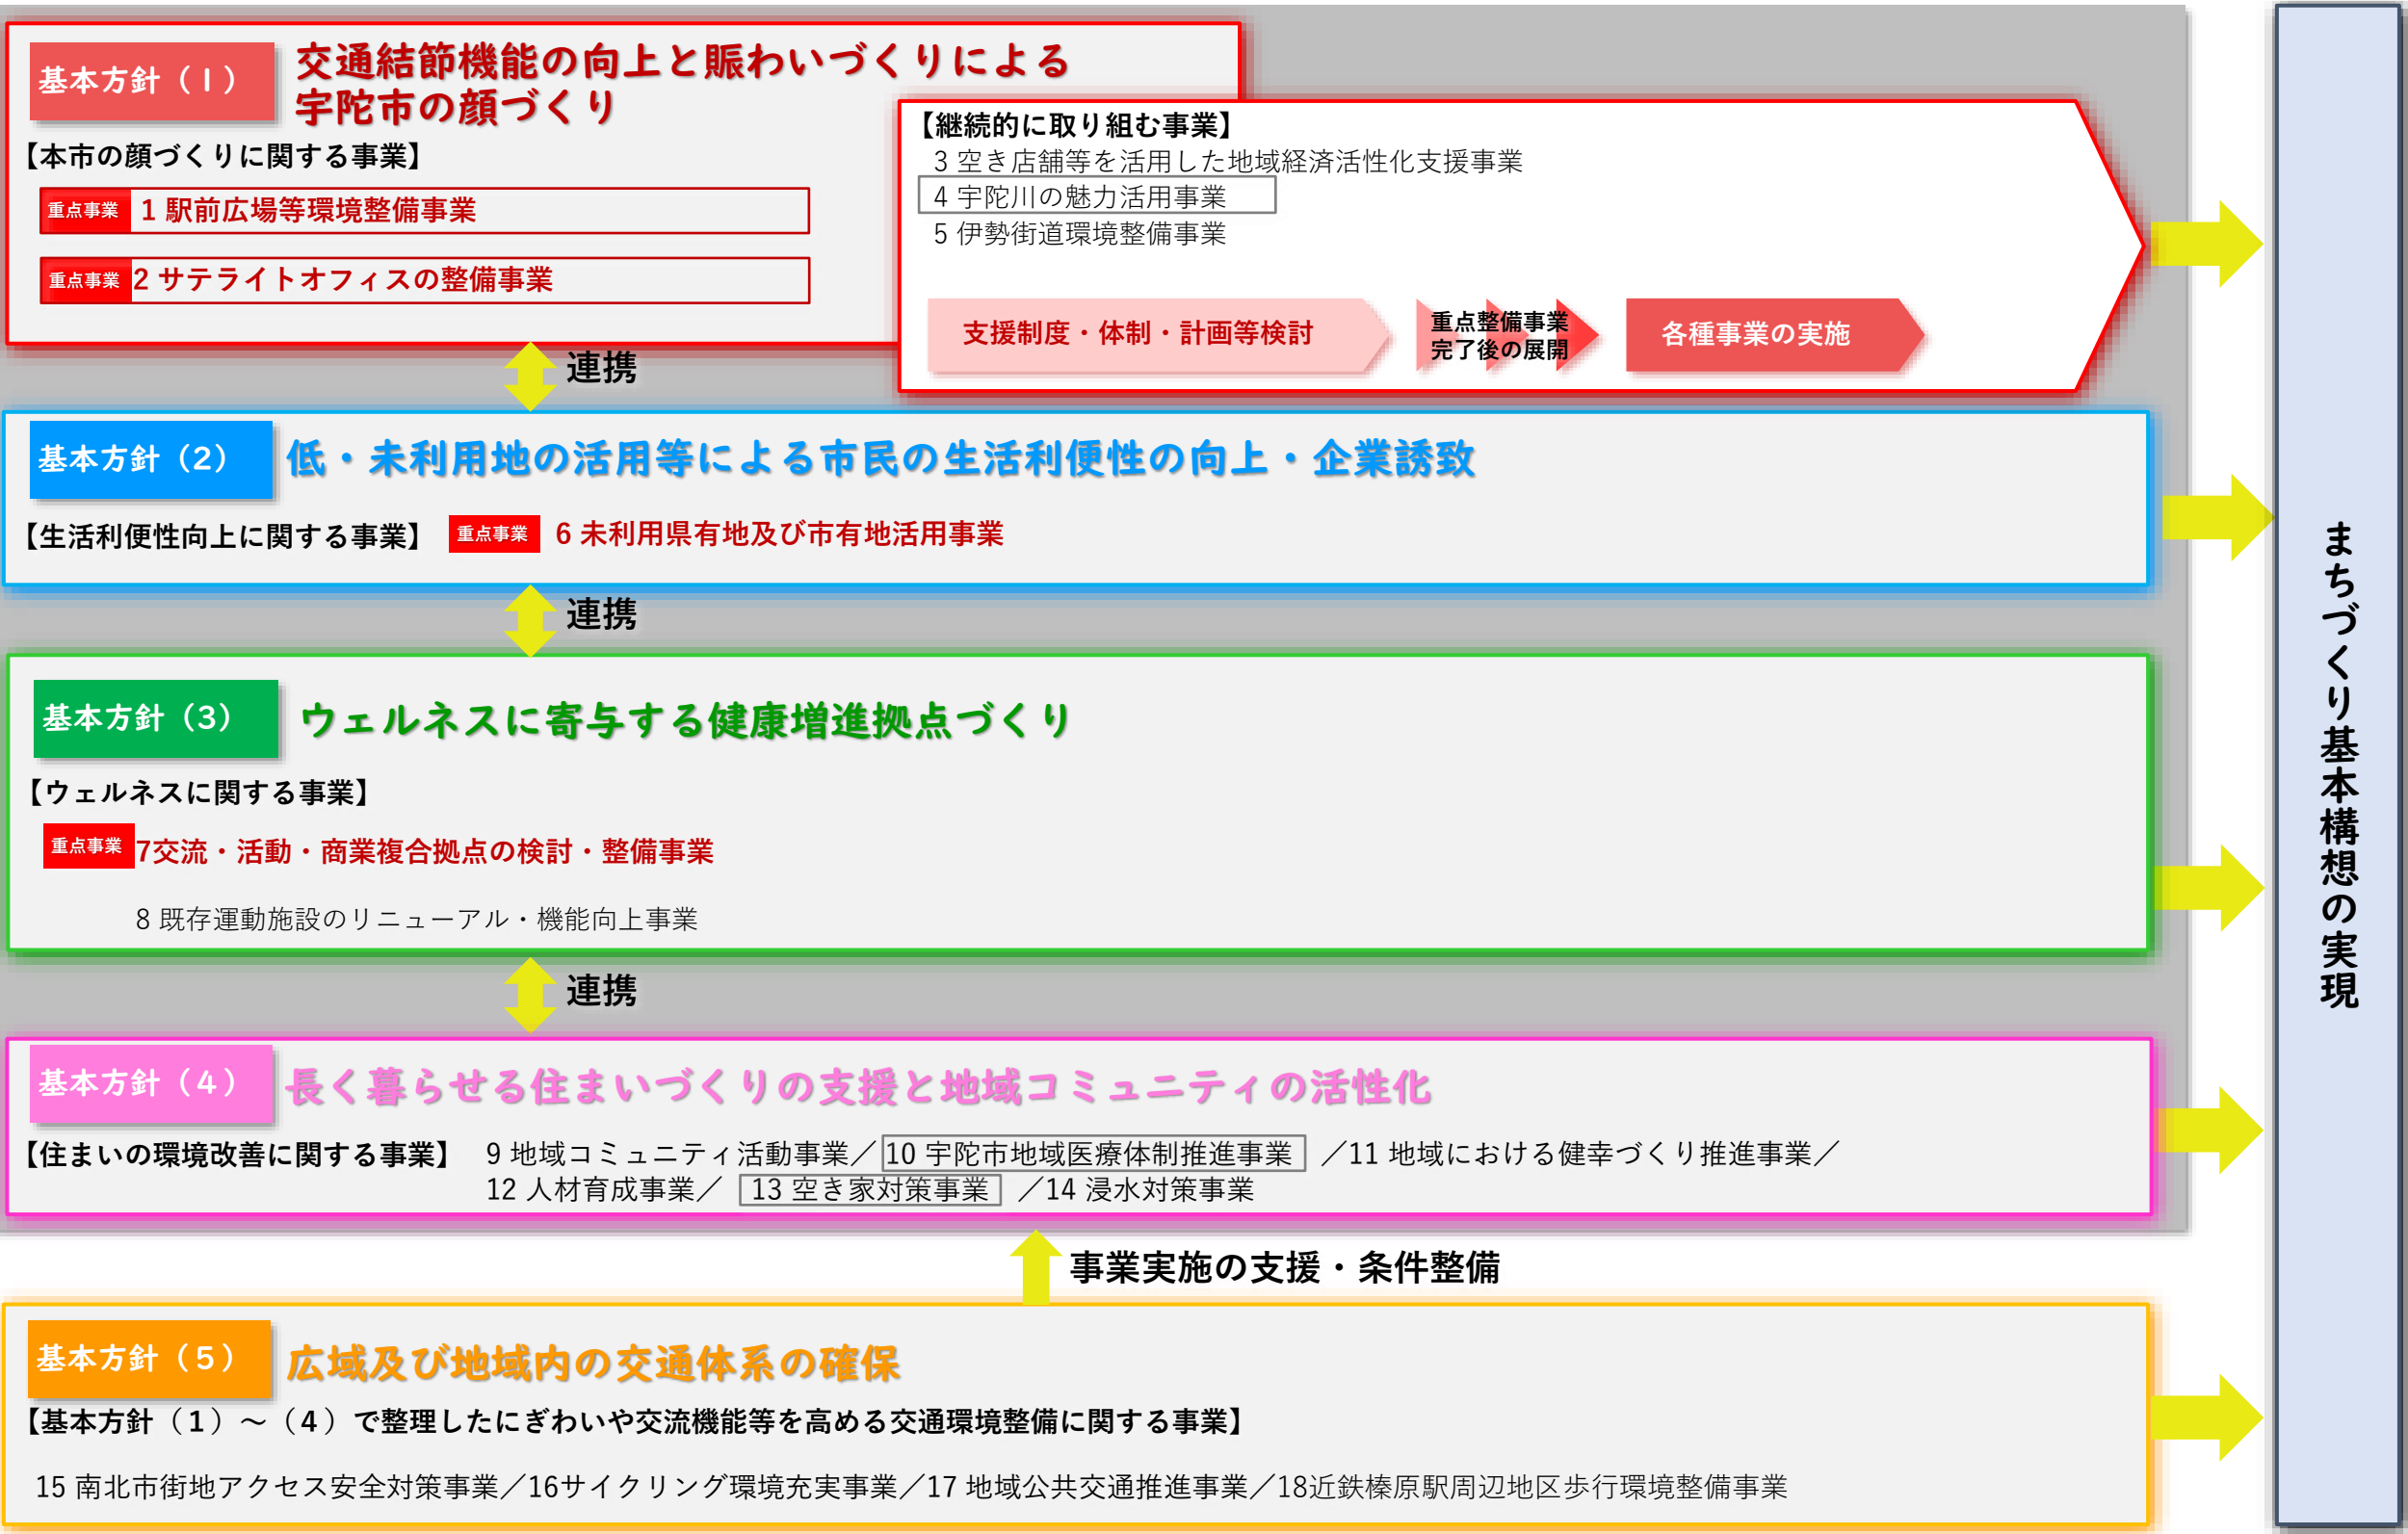 基本方針（1）
交通結節機能の向上と賑わいづくりによる
宇陀市の顔づくり
【本市の顔づくりに関する事業】
重点事業 1 駅前広場等環境整備事業
重点事業 2 サテライトオフィスの整備事業
【継続的に取り組む事業】
3 空き店舗等を活用した地域経済活性化支援事業
4 宇陀川の魅力活用事業
5 伊勢街道環境整備事業
支援制度・体制・計画等検討
重点整備事業
完了後の展開
各種事業の実施
連携
基本方針（2）
低・未利用地の活用等による市民の生活利便性の向上・企業誘致
【生活利便性向上に関する事業】 重点事業 6 未利用県有地及び市有地活用事業
連携
基本方針（3）
ウェルネスに寄与する健康増進拠点づくり
【ウェルネスに関する事業】
重点事業 7交流・活動・商業複合拠点の検討・整備事業
8 既存運動施設のリニューアル・機能向上事業
連携
基本方針（4）
長く暮らせる住まいづくりの支援と地域コミュニティの活性化
【住まいの環境改善に関する事業】 9 地域コミュニティ活動事業／10 宇陀市地域医療体制推進事業／11 地域における健幸づくり推進事業／
12 人材育成事業／ 13 空き家対策事業 ／14 浸水対策事業
事業実施の支援・条件整備
基本方針（5）
広域及び地域内の交通体系の確保
【基本方針（1）～（4）で整理したにぎわいや交流機能等を高める交通環境整備に関する事業】
15 南北市街地アクセス安全対策事業／16サイクリング環境充実事業／17 地域公共交通推進事業／18近鉄榛原駅周辺地区歩行環境整備事業
まちづくり基本構想の実現